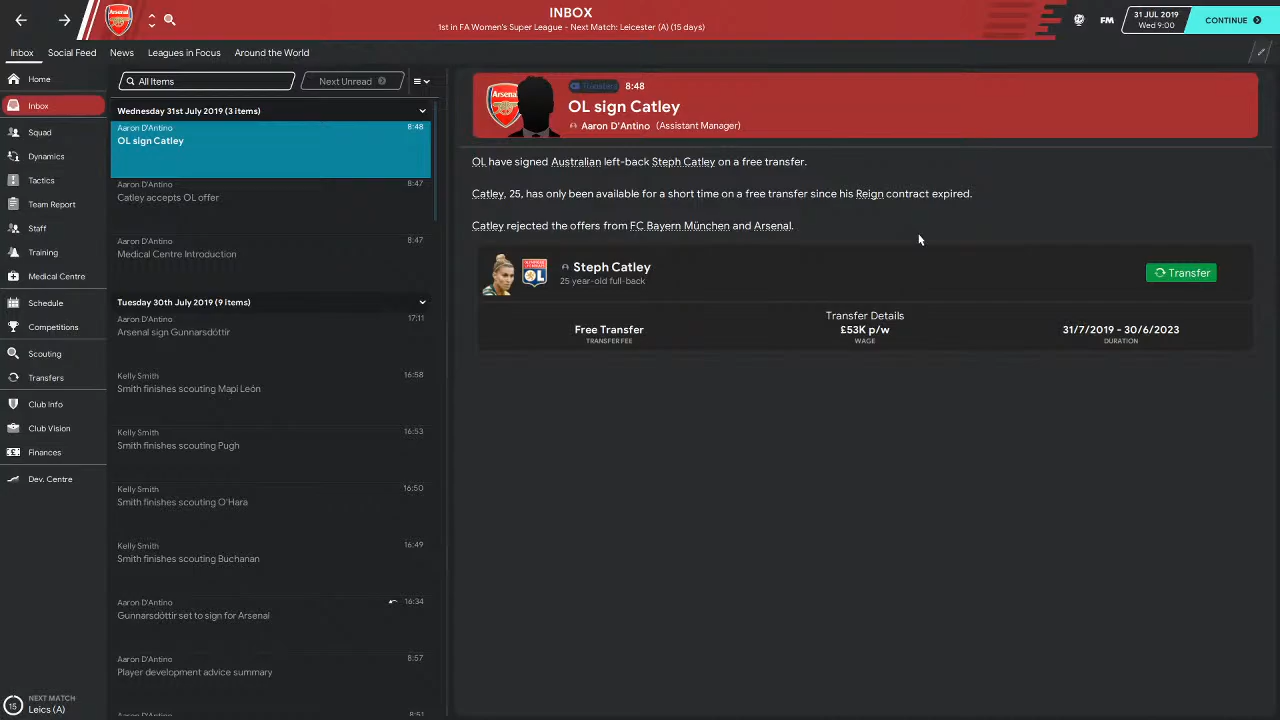 INBOX
1st in FA Women's Super League - Next Match: Leicester (A) (15 days)
FM
31 JUL 2019
Wed 9:00
CONTINUE
Inbox Social Feed News Leagues in Focus Around the World
Home
Inbox
Squad
Dynamics
Tactics
Team Report
Staff
Training
Medical Centre
Schedule
Competitions
Scouting
Transfers
Club Info
Club Vision
Finances
Dev. Centre
NEXT MATCH
15
Leics (A)
All Items
Next Unread
Wednesday 31st July 2019 (3 items)
Aaron D'Antino 8:48
OL sign Catley
Aaron D'Antino 8:47
Catley accepts OL offer
Aaron D'Antino 8:47
Medical Centre Introduction
Tuesday 30th July 2019 (9 items)
Aaron D'Antino 17:11
Arsenal sign Gunnarsdóttir
Kelly Smith 16:58
Smith finishes scouting Mapi León
Kelly Smith 16:53
Smith finishes scouting Pugh
Kelly Smith 16:50
Smith finishes scouting O'Hara
Kelly Smith 16:49
Smith finishes scouting Buchanan
Aaron D'Antino 16:34
Gunnarsdóttir set to sign for Arsenal
Aaron D'Antino 8:57
Player development advice summary
Aaron D'Antino 8:51
Arsenal
Transfers 8:48
OL sign Catley
Aaron D'Antino (Assistant Manager)
OL have signed Australian left-back Steph Catley on a free transfer.
Catley, 25, has only been available for a short time on a free transfer since his Reign contract expired.
Catley rejected the offers from FC Bayern München and Arsenal.
Steph Catley
25 year-old full-back
Transfer
Transfer Details
Free Transfer £53K p/w 31/7/2019 - 30/6/2023
TRANSFER FEE WAGE DURATION